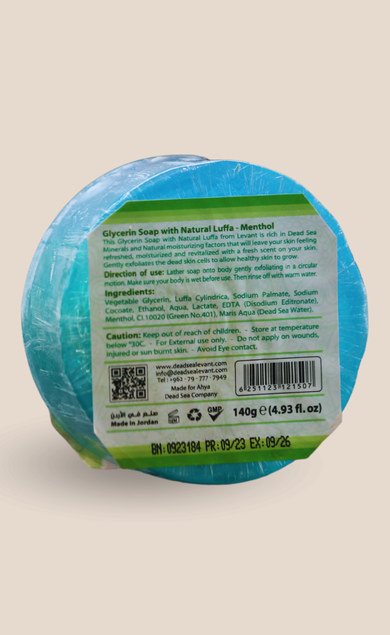 Glycerin Soap with Natural Luffa - Menthol
This Glycerin Soap with Natural Luffa from Levant is rich in Dead Sea
Minerals and Natural moisturizing factors that will leave your skin feeling
refreshed, moisturized and revitalized with a fresh scent on your skin.
Gently exfoliates the dead skin cells to allow healthy skin to grow.
Direction of use: Lather soap onto body gently exfoliating in a circular
motion. Make sure your body is wet before use. Then rinse off with warm water.
Ingredients:
Vegetable Glycerin, Luffa Cylindrica, Sodium Palmate, Sodium
Cocoate, Ethanol, Aqua, Lactate, EDTA (Disodium Editronate),
Menthol, CI.10020 (Green No.401), Maris Aqua (Dead Sea Water).
Caution: Keep out of reach of children. - Store at temperature
below °30C. - For External use only. - Do not apply on wounds,
injured or sun burnt skin. - Avoid Eye contact.
www.deadsealevant.com
info@deadsealevant.com
Tel : +962 - 79 - 777 - 7949
Made for Ahya
Dead Sea Company
6 251123 121507
صنع في الأردن
Made in Jordan
GMP
140g e (4.93 fl. oz)
BN:0923184 PR:09/23 EX:09/26